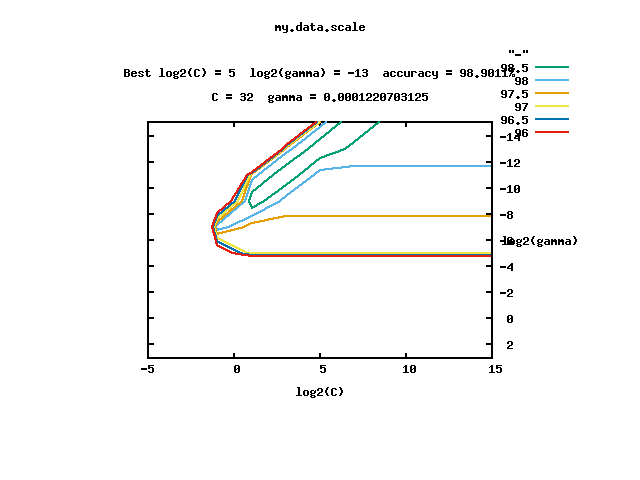 my.data.scale
"-"
Best log2(C) = 5 log2(gamma) = -13 accuracy = 98.9011%
98.5
98
97.5
C = 32 gamma = 0.0001220703125
97
96.5
96
-14
-12
-10
-8
log2(gamma)
-4
-2
0
2
-5 0 5 10 15
log2(C)